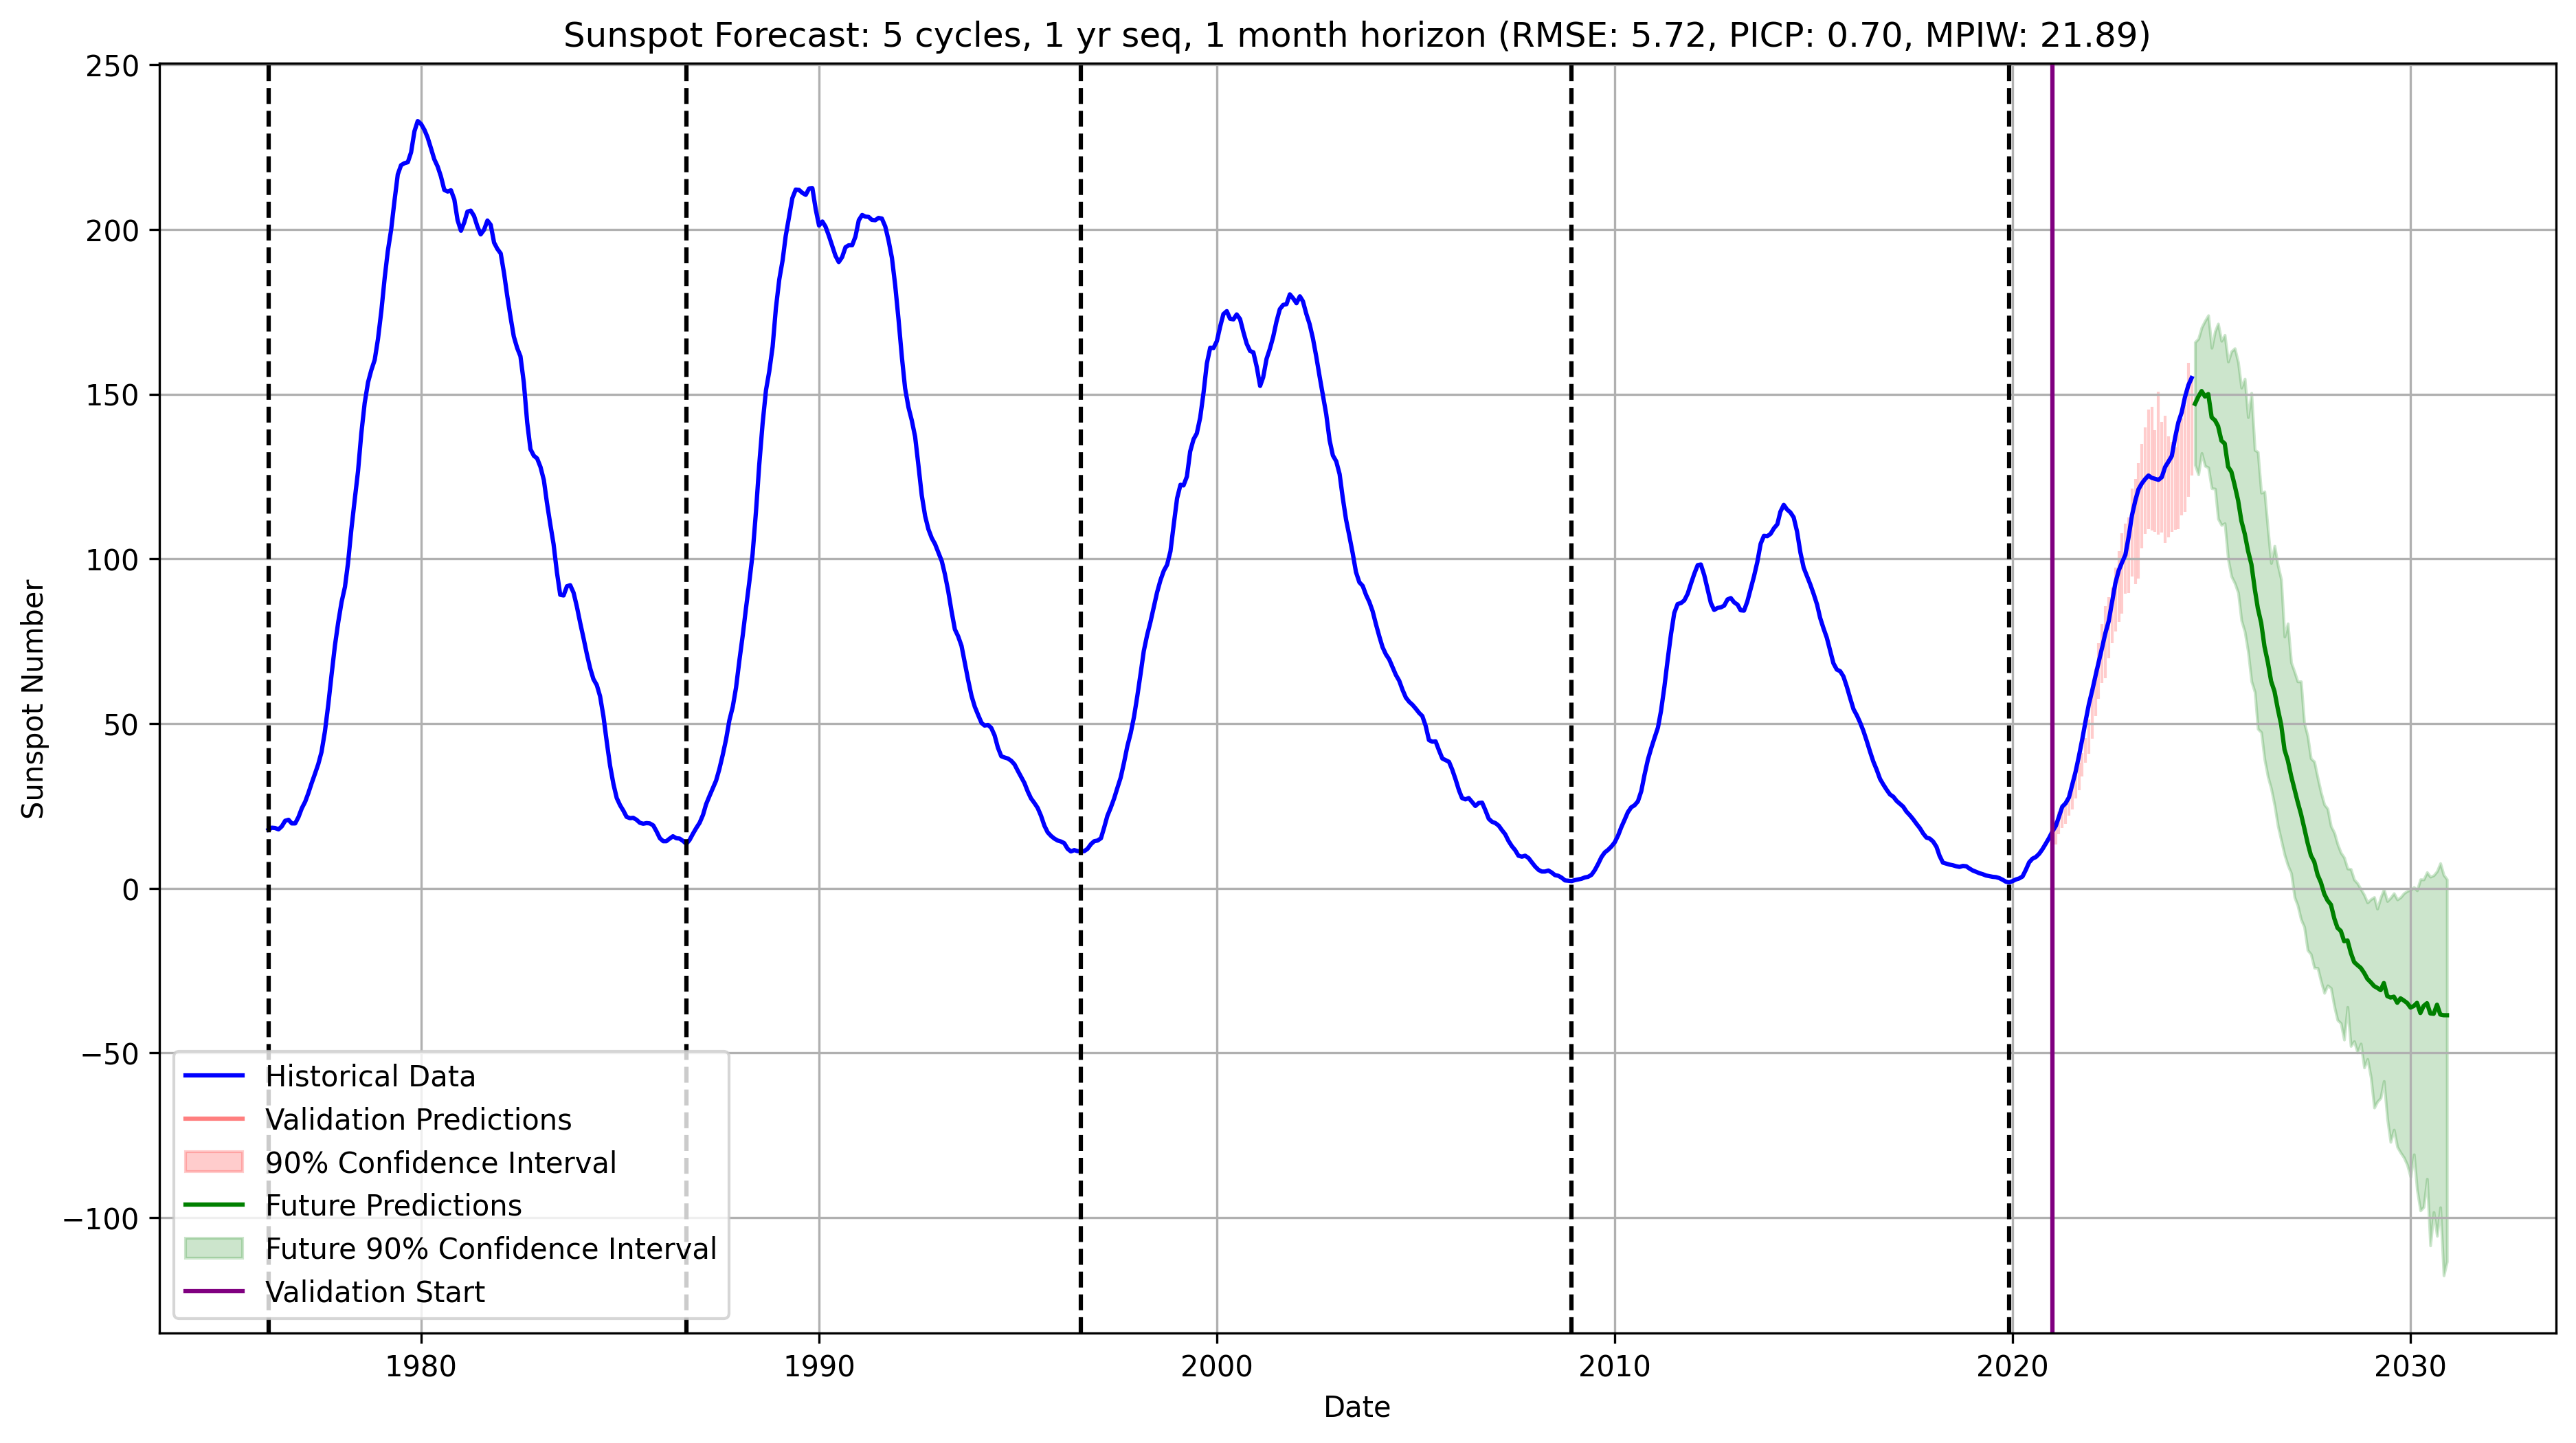 Sunspot Forecast: 5 cycles, 1 yr seq, 1 month horizon (RMSE: 5.72, PICP: 0.70, MPIW: 21.89)
250
200
150
100
50
0
−50
−100
Sunspot Number
Historical Data
Validation Predictions
90% Confidence Interval
Future Predictions
Future 90% Confidence Interval
Validation Start
1980
1990
2000
2010
2020
2030
Date